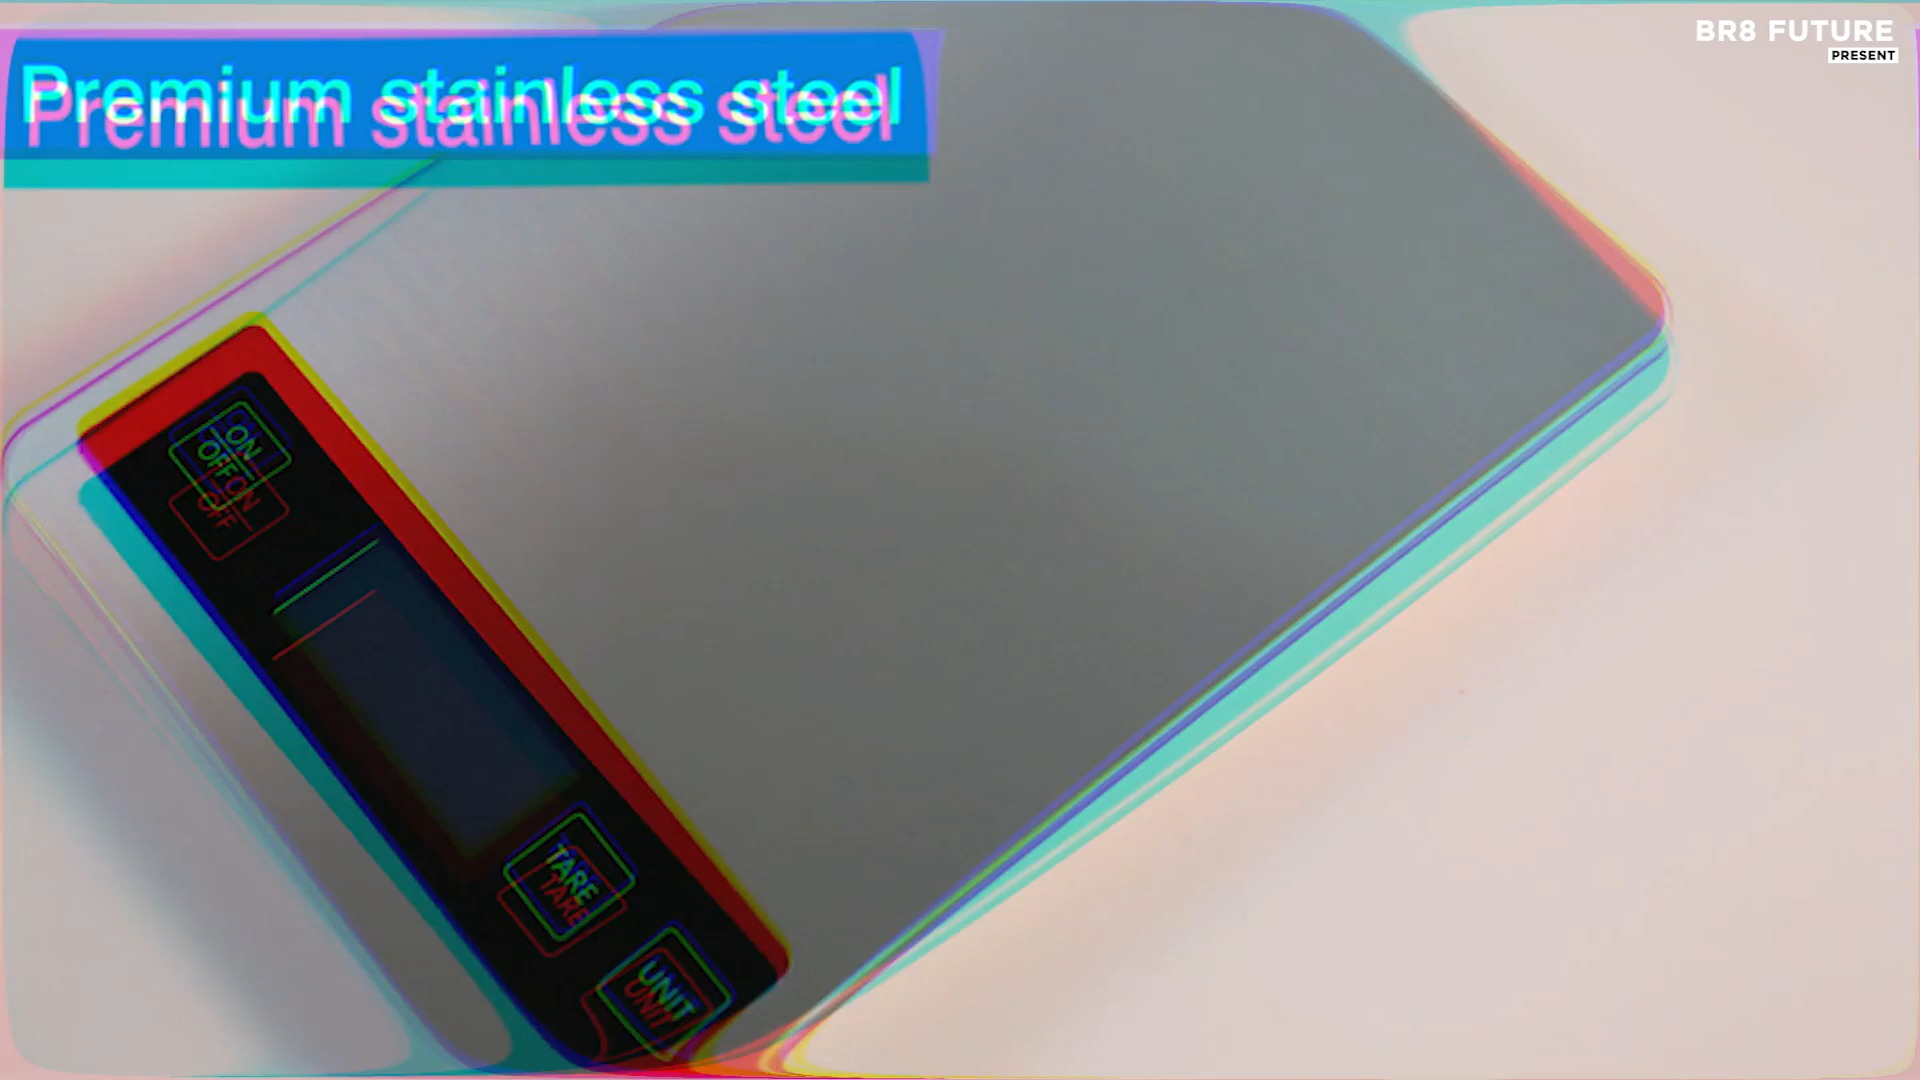 BR8 FUTURE
PRESENT
Premium stainless steel
ON
OFF
TARE
UNIT